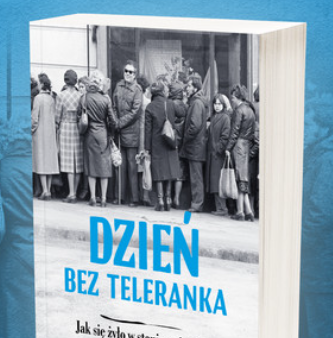 DZIEŃ
BEZ TELERANKA
Jak się żyło w